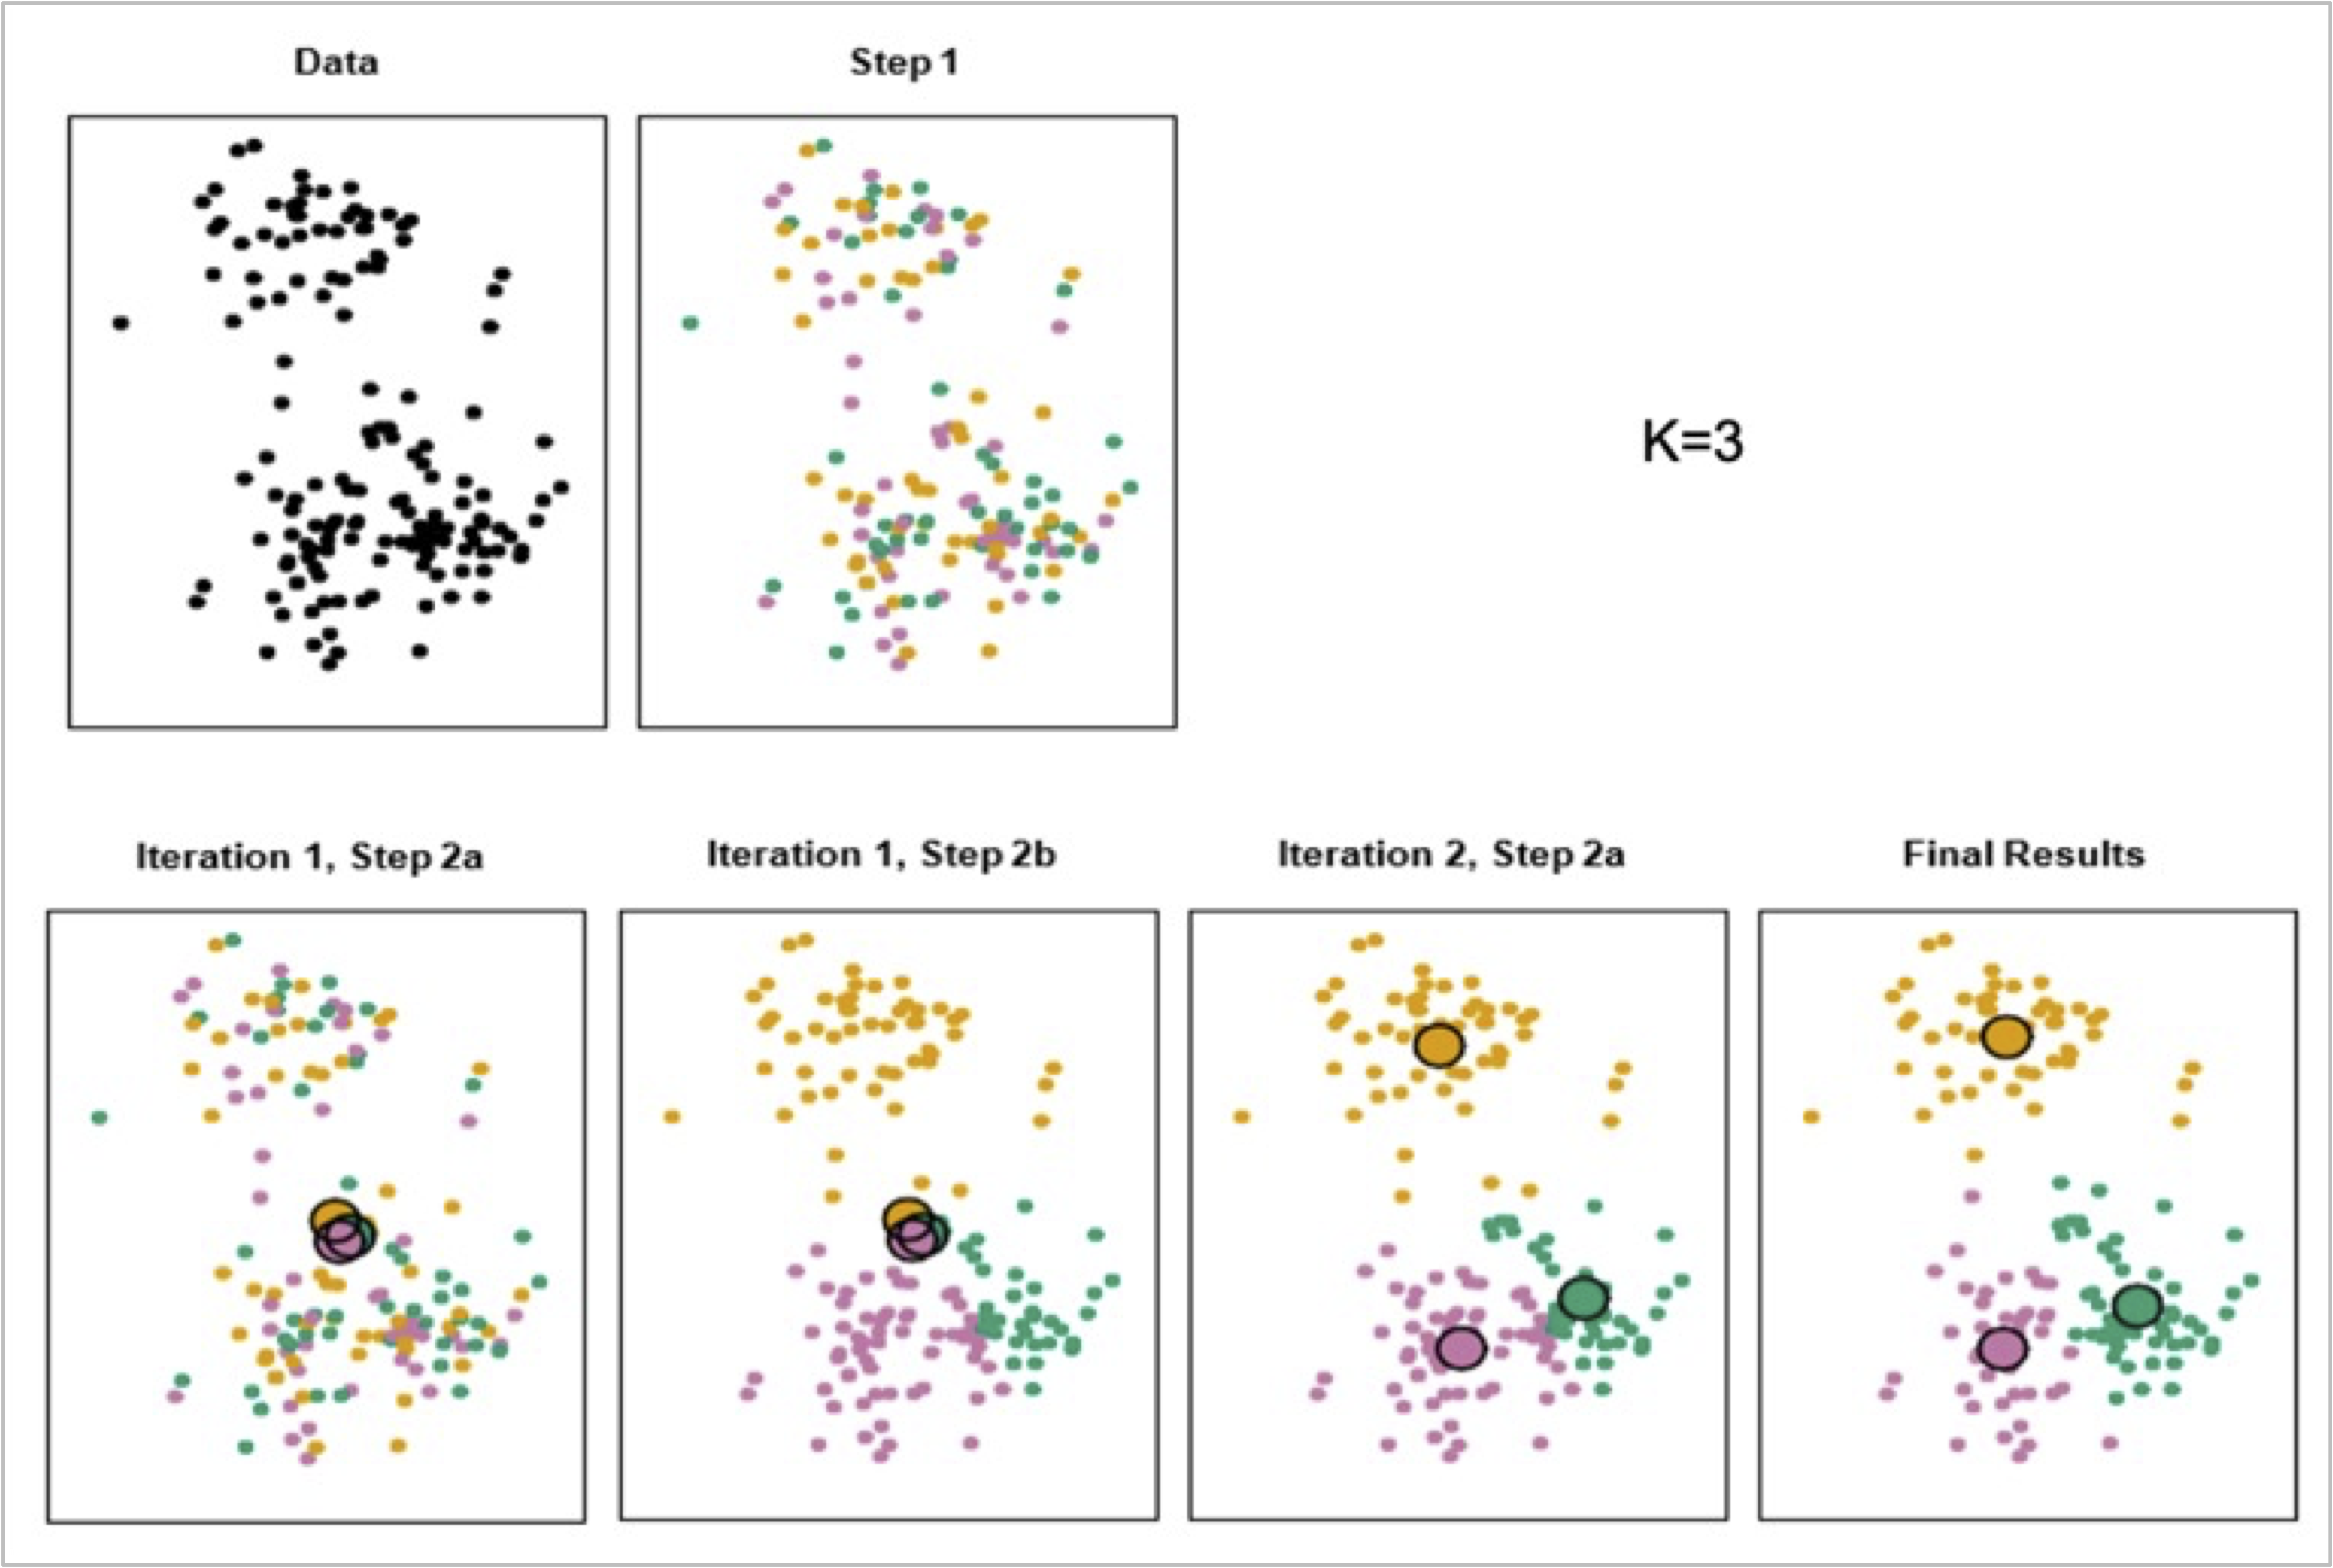 Data
Step 1
K=3
Iteration 1, Step 2a
Iteration 1, Step 2b
Iteration 2, Step 2a
Final Results